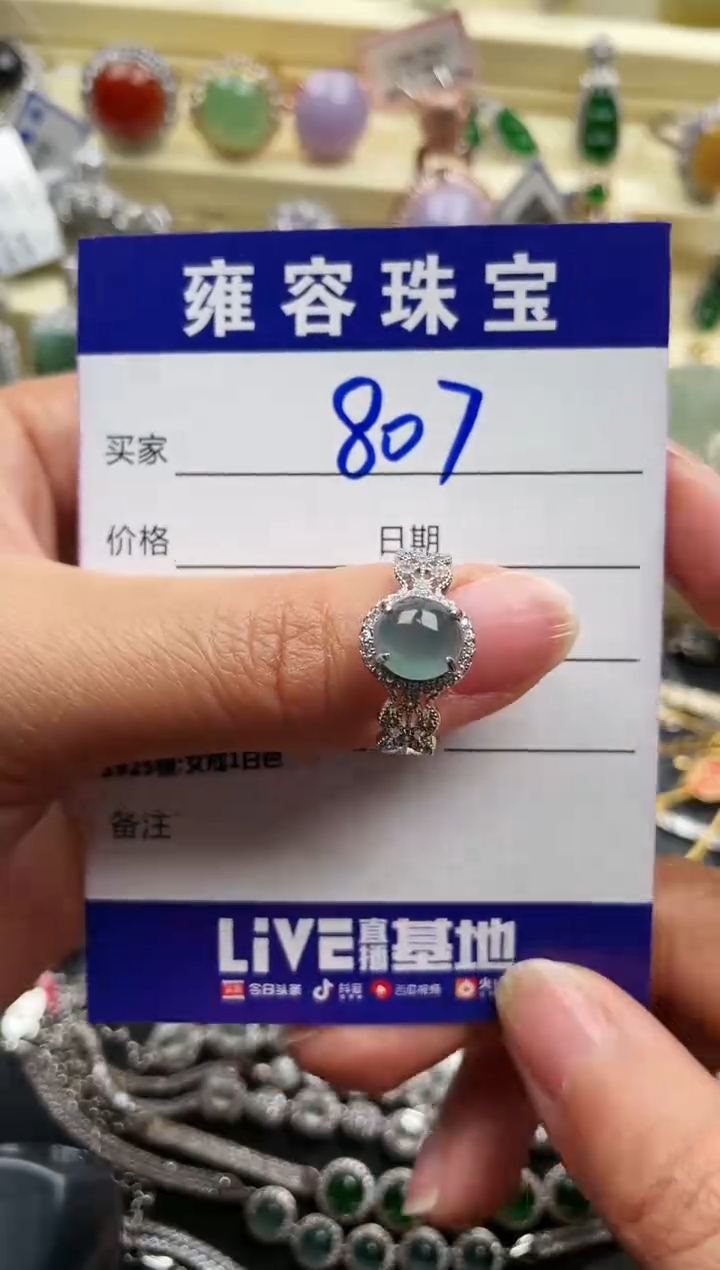 雍容珠宝
买家 807
价格 日期
备注
LiVE直播基地
今日头条 抖音 西瓜视频 火